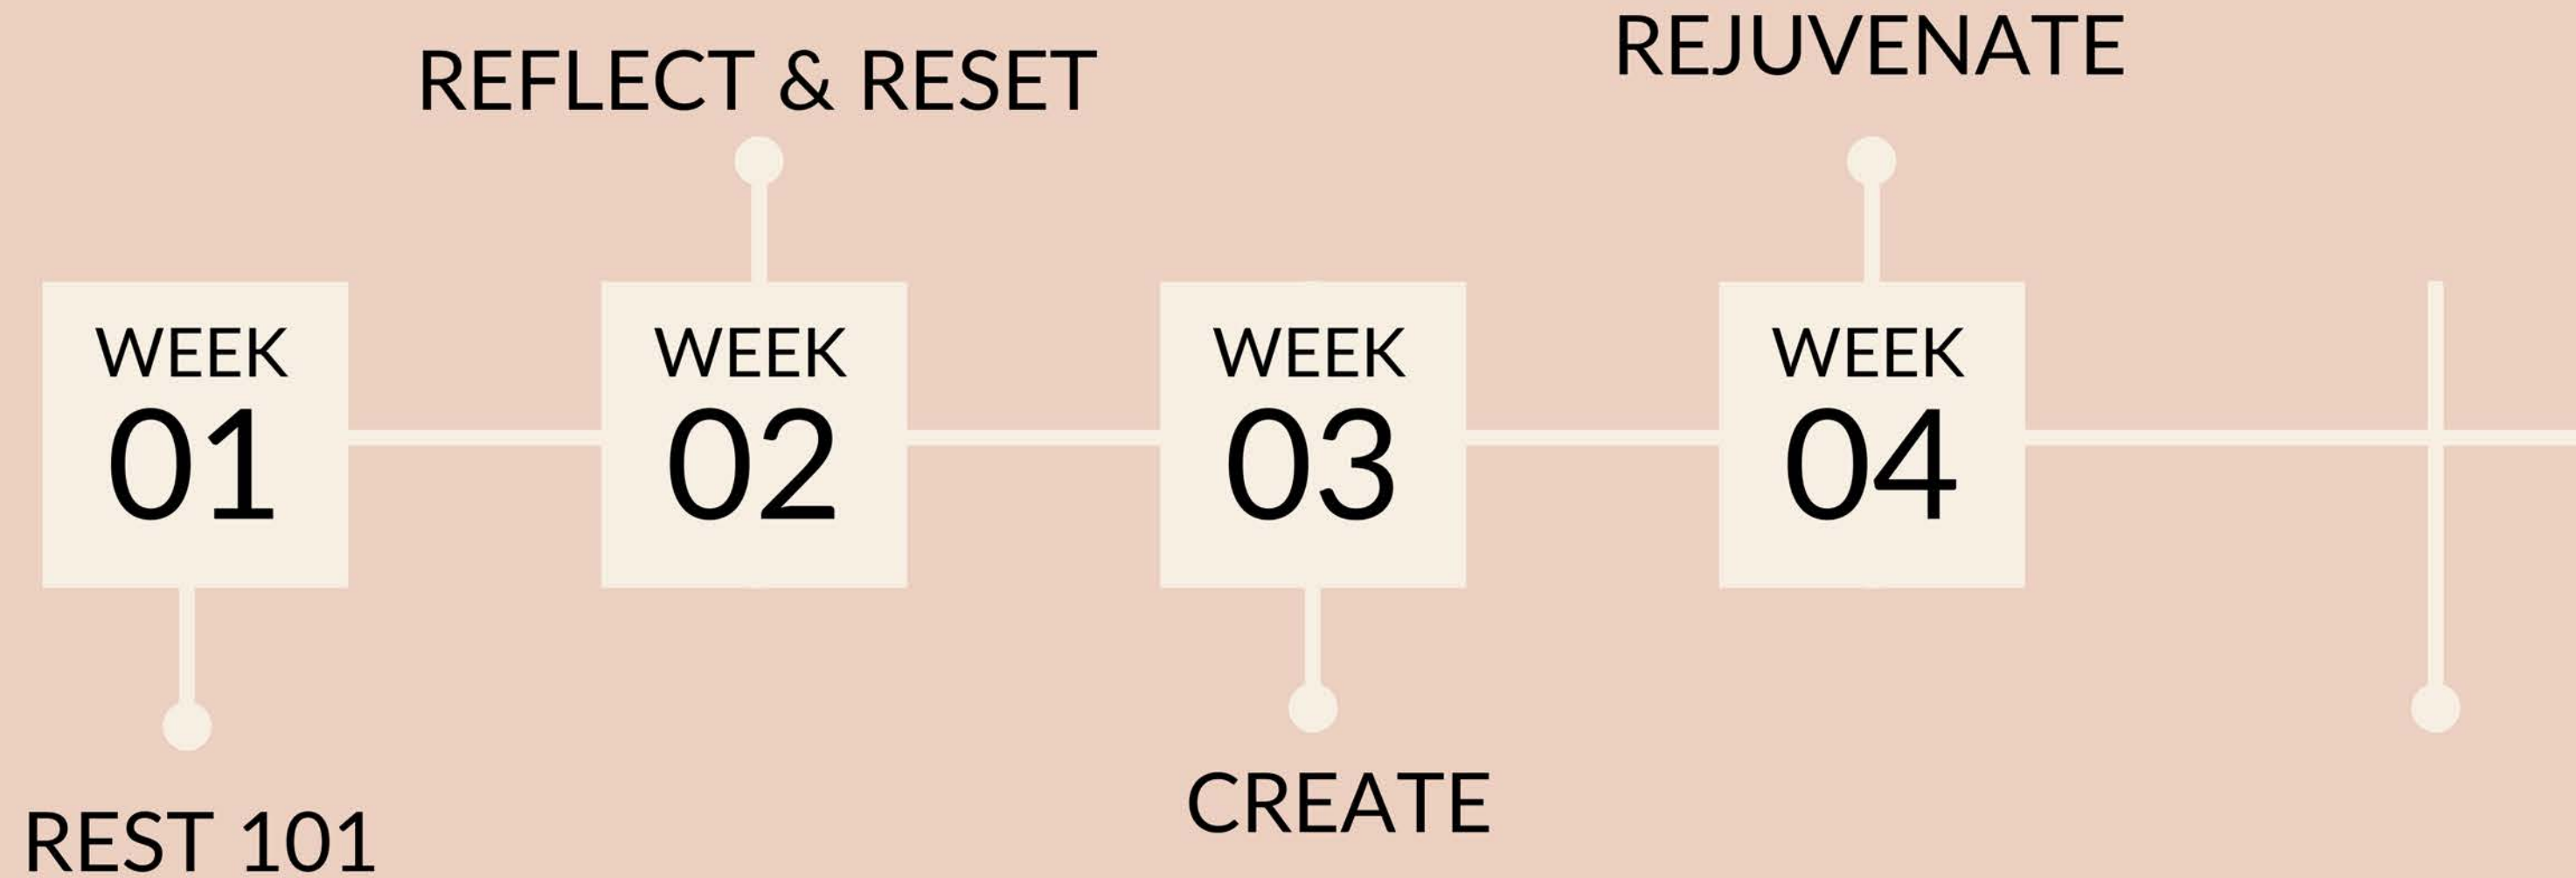 REFLECT & RESET
REJUVENATE
WEEK
01
WEEK
02
WEEK
03
WEEK
04
REST 101
CREATE